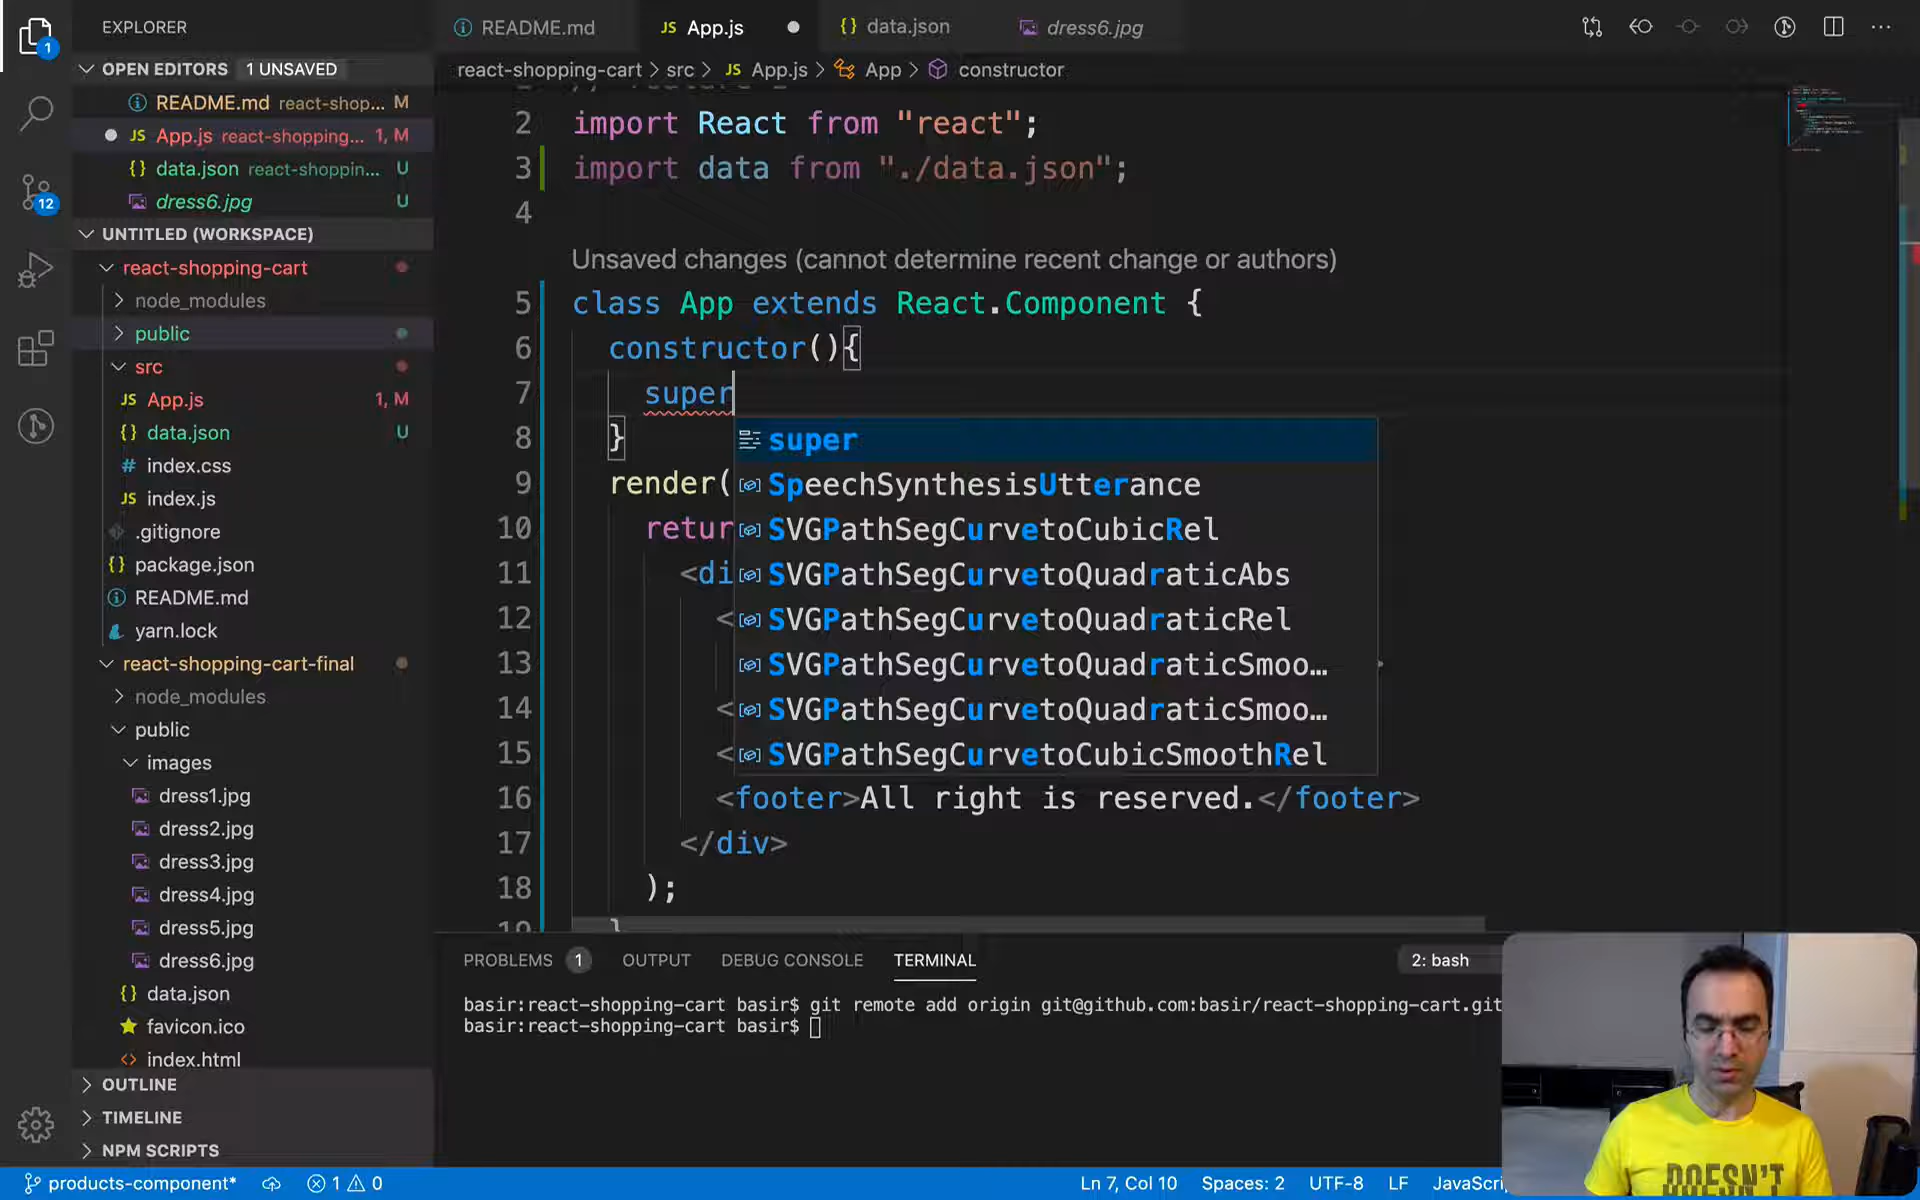 EXPLORER
README.md
App.js
data.json
dress6.jpg
OPEN EDITORS 1 UNSAVED
README.md react-shop... M
App.js react-shopping... 1, M
data.json react-shoppin... U
dress6.jpg U
UNTITLED (WORKSPACE)
react-shopping-cart
node_modules
public
src
App.js 1, M
data.json U
index.css
index.js
.gitignore
package.json
README.md
yarn.lock
react-shopping-cart-final
node_modules
public
images
dress1.jpg
dress2.jpg
dress3.jpg
dress4.jpg
dress5.jpg
dress6.jpg
data.json
favicon.ico
index.html
OUTLINE
TIMELINE
NPM SCRIPTS
1
12
react-shopping-cart > src > JS App.js > App > constructor
2 import React from "react";
3 import data from "./data.json";
4
Unsaved changes (cannot determine recent change or authors)
5 class App extends React.Component {
6 constructor(){
7 super
8 }
9 render(
10 retur
11 <di
12 <
13
14 <
15 <
16 <footer>All right is reserved.</footer>
17 </div>
18 );
19 }
super
SpeechSynthesisUtterance
SVGPathSegCurvetoCubicRel
SVGPathSegCurvetoQuadraticAbs
SVGPathSegCurvetoQuadraticRel
SVGPathSegCurvetoQuadraticSmoo...
SVGPathSegCurvetoQuadraticSmoo...
SVGPathSegCurvetoCubicSmoothRel
PROBLEMS 1 OUTPUT DEBUG CONSOLE TERMINAL 2: bash
basir:react-shopping-cart basir$ git remote add origin git@github.com:basir/react-shopping-cart.git
basir:react-shopping-cart basir$
DOESN'T
products-component* 1 0 Ln 7, Col 10 Spaces: 2 UTF-8 LF JavaScri